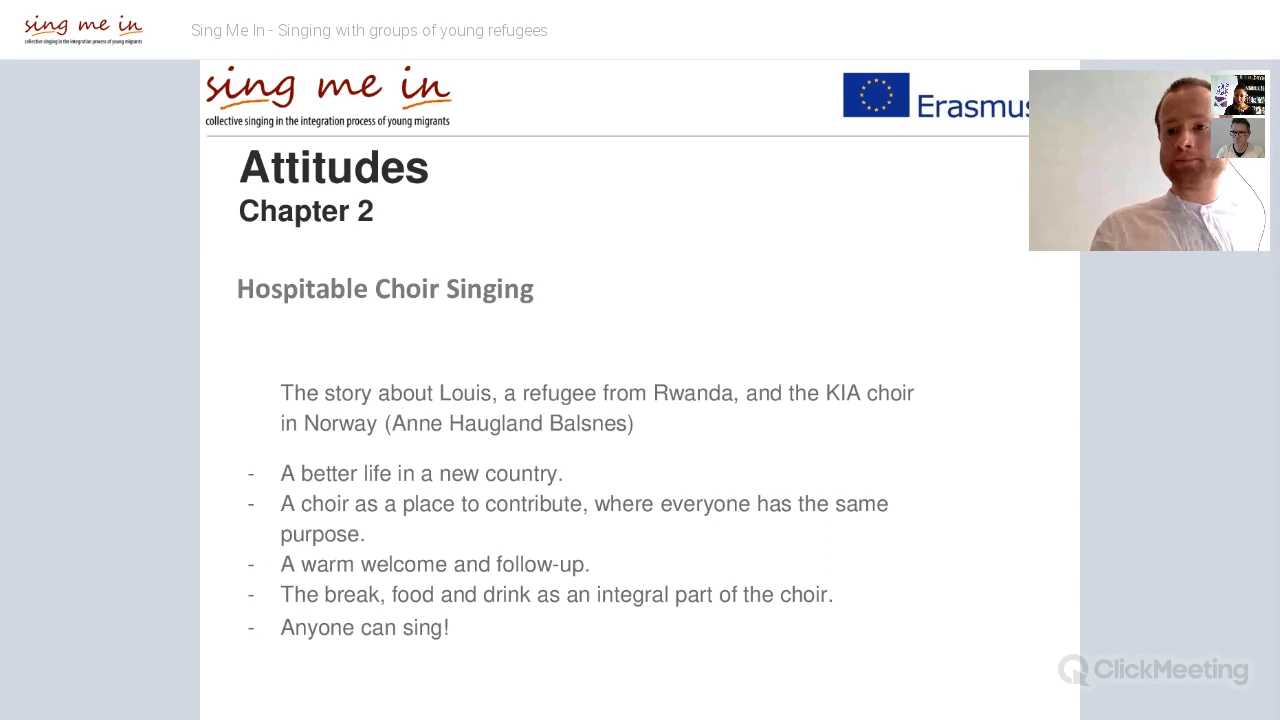 sing me in
collective singing in the integration process of young migrants
Sing Me In - Singing with groups of young refugees
sing me in
collective singing in the integration process of young migrants
Erasmus
Attitudes
Chapter 2
Hospitable Choir Singing
The story about Louis, a refugee from Rwanda, and the KIA choir
in Norway (Anne Haugland Balsnes)
- A better life in a new country.
- A choir as a place to contribute, where everyone has the same
purpose.
- A warm welcome and follow-up.
- The break, food and drink as an integral part of the choir.
- Anyone can sing!
ClickMeeting